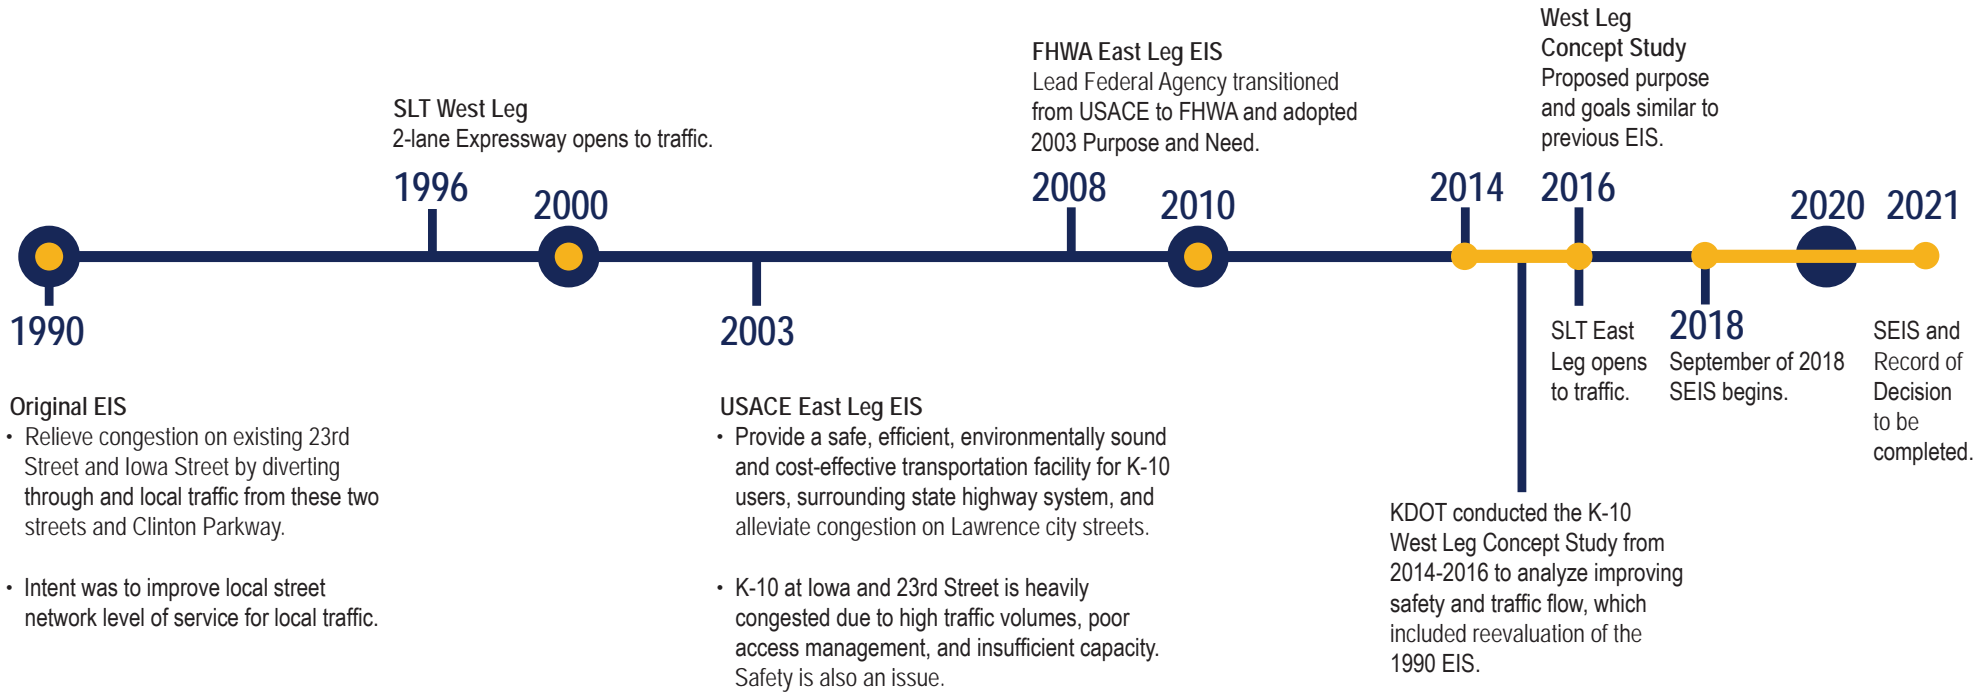 1990
Original EIS
• Relieve congestion on existing 23rd
Street and Iowa Street by diverting
through and local traffic from these two
streets and Clinton Parkway.
• Intent was to improve local street
network level of service for local traffic.
SLT West Leg
2-lane Expressway opens to traffic.
1996
2000
2003
USACE East Leg EIS
• Provide a safe, efficient, environmentally sound
and cost-effective transportation facility for K-10
users, surrounding state highway system, and
alleviate congestion on Lawrence city streets.
• K-10 at Iowa and 23rd Street is heavily
congested due to high traffic volumes, poor
access management, and insufficient capacity.
Safety is also an issue.
FHWA East Leg EIS
Lead Federal Agency transitioned
from USACE to FHWA and adopted
2003 Purpose and Need.
2008
2010
2014
KDOT conducted the K-10
West Leg Concept Study from
2014-2016 to analyze improving
safety and traffic flow, which
included reevaluation of the
1990 EIS.
West Leg
Concept Study
Proposed purpose
and goals similar to
previous EIS.
2016
SLT East
Leg opens
to traffic.
2018
September of 2018
SEIS begins.
2020
2021
SEIS and
Record of
Decision
to be
completed.